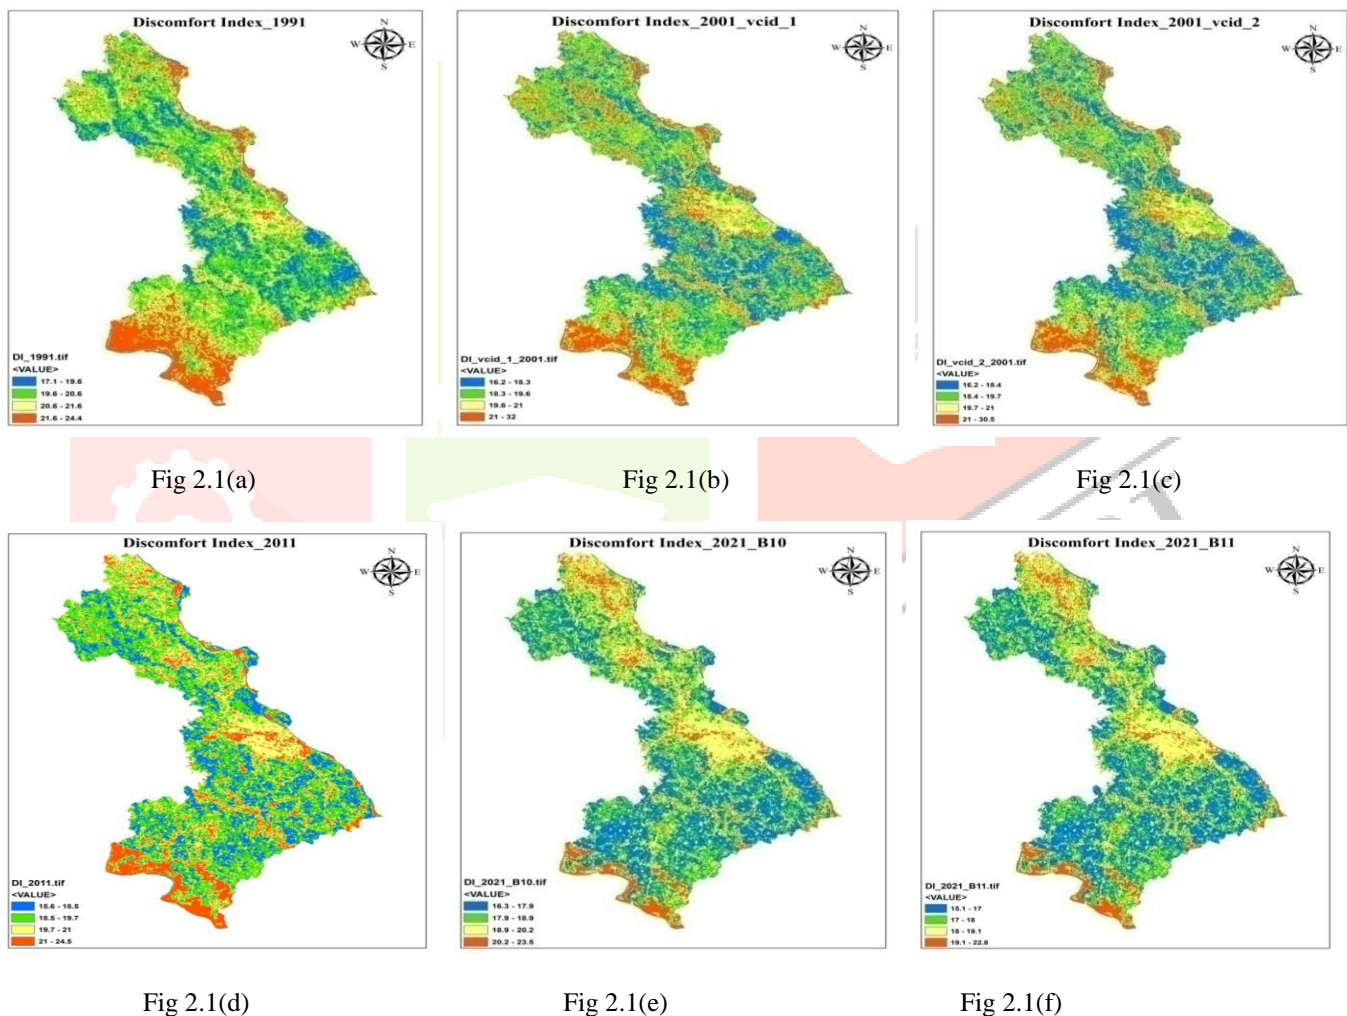 Discomfort Index_1991
N
W E
S
DI_1991.tif
<VALUE>
17.1 - 19.6
19.6 - 20.6
20.6 - 21.6
21.6 - 24.4
Discomfort Index_2001_vcid_1
N
W E
S
DI_vcid_1_2001.tif
<VALUE>
16.2 - 18.3
18.3 - 19.6
19.6 - 21
21 - 32
Discomfort Index_2001_vcid_2
N
W E
S
DI_vcid_2_2001.tif
<VALUE>
16.2 - 18.4
18.4 - 19.7
19.7 - 21
21 - 30.5
Fig 2.1(a)
Fig 2.1(b)
Fig 2.1(c)
Discomfort Index_2011
N
W E
S
DI_2011.tif
<VALUE>
15.6 - 18.5
18.5 - 19.7
19.7 - 21
21 - 24.5
Discomfort Index_2021_B10
N
W E
S
DI_2021_B10.tif
<VALUE>
16.3 - 17.9
17.9 - 18.9
18.9 - 20.2
20.2 - 23.5
Discomfort Index_2021_B11
N
W E
S
DI_2021_B11.tif
<VALUE>
15.1 - 17
17 - 18
18 - 19.1
19.1 - 22.8
Fig 2.1(d)
Fig 2.1(e)
Fig 2.1(f)